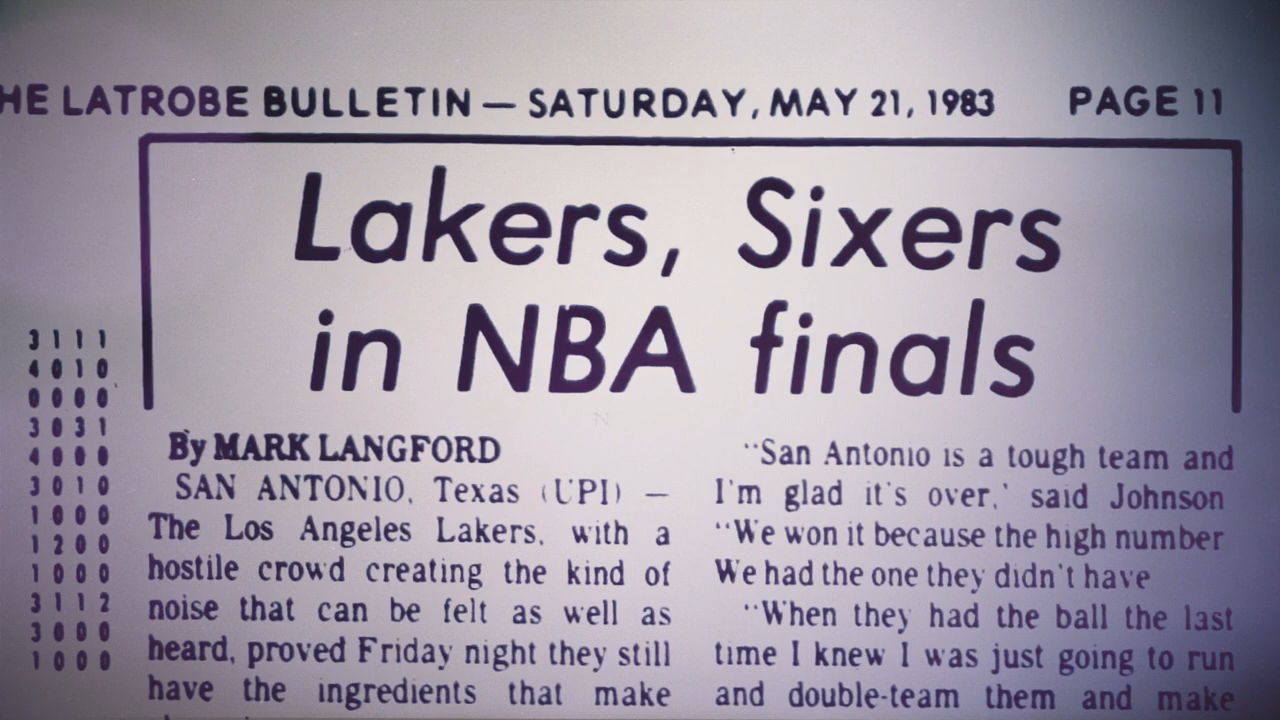 HE LATROBE BULLETIN — SATURDAY, MAY 21, 1983 PAGE 11
Lakers, Sixers
in NBA finals
3 1 1 1
4 0 1 0
0 0 0 0
3 0 3 1
4 0 0 0
3 0 1 0
1 0 0 0
1 2 0 0
1 0 0 0
3 1 1 2
3 0 0 0
1 0 0 0
By MARK LANGFORD
SAN ANTONIO, Texas (UPI) —
The Los Angeles Lakers, with a
hostile crowd creating the kind of
noise that can be felt as well as
heard, proved Friday night they still
have the ingredients that make
"San Antonio is a tough team and
I'm glad it's over,' said Johnson
"We won it because the high number
We had the one they didn't have
"When they had the ball the last
time I knew I was just going to run
and double-team them and make